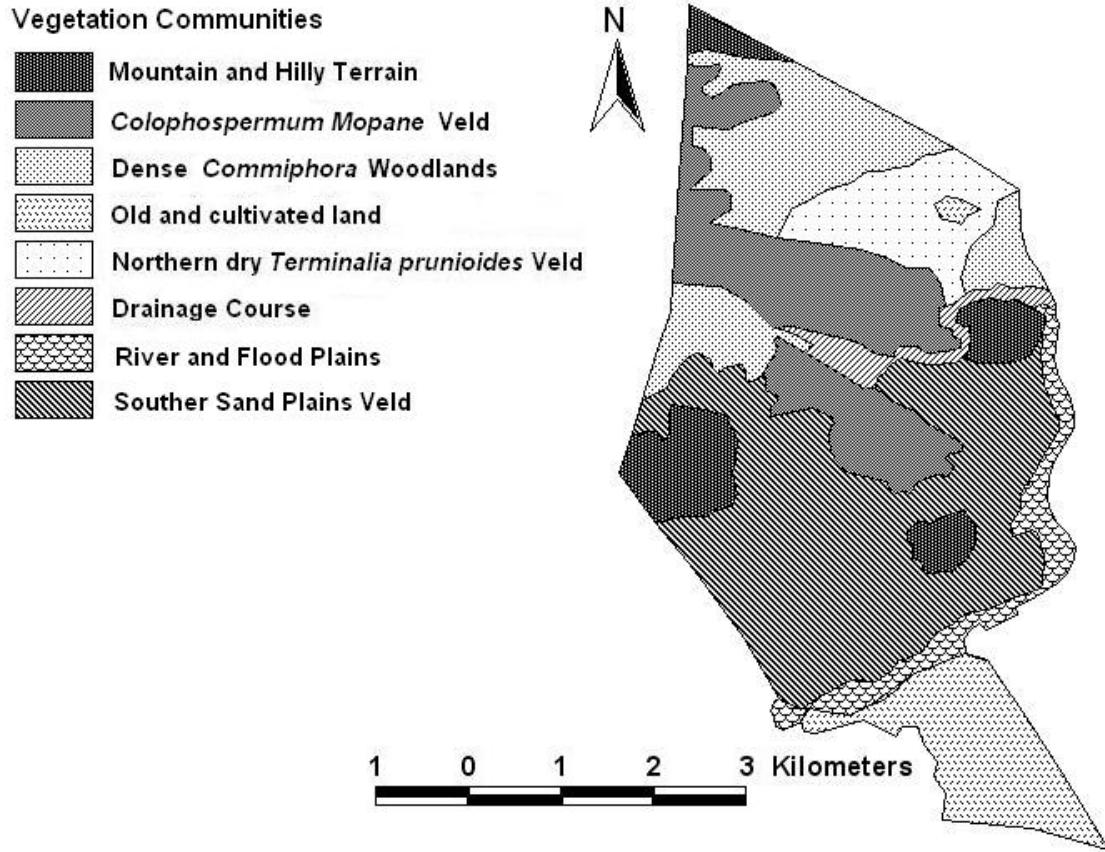 Vegetation Communities
N
Mountain and Hilly Terrain
Colophospermum Mopane Veld
Dense Commiphora Woodlands
Old and cultivated land
Northern dry Terminalia prunioides Veld
Drainage Course
River and Flood Plains
Souther Sand Plains Veld
1 0 1 2 3 Kilometers